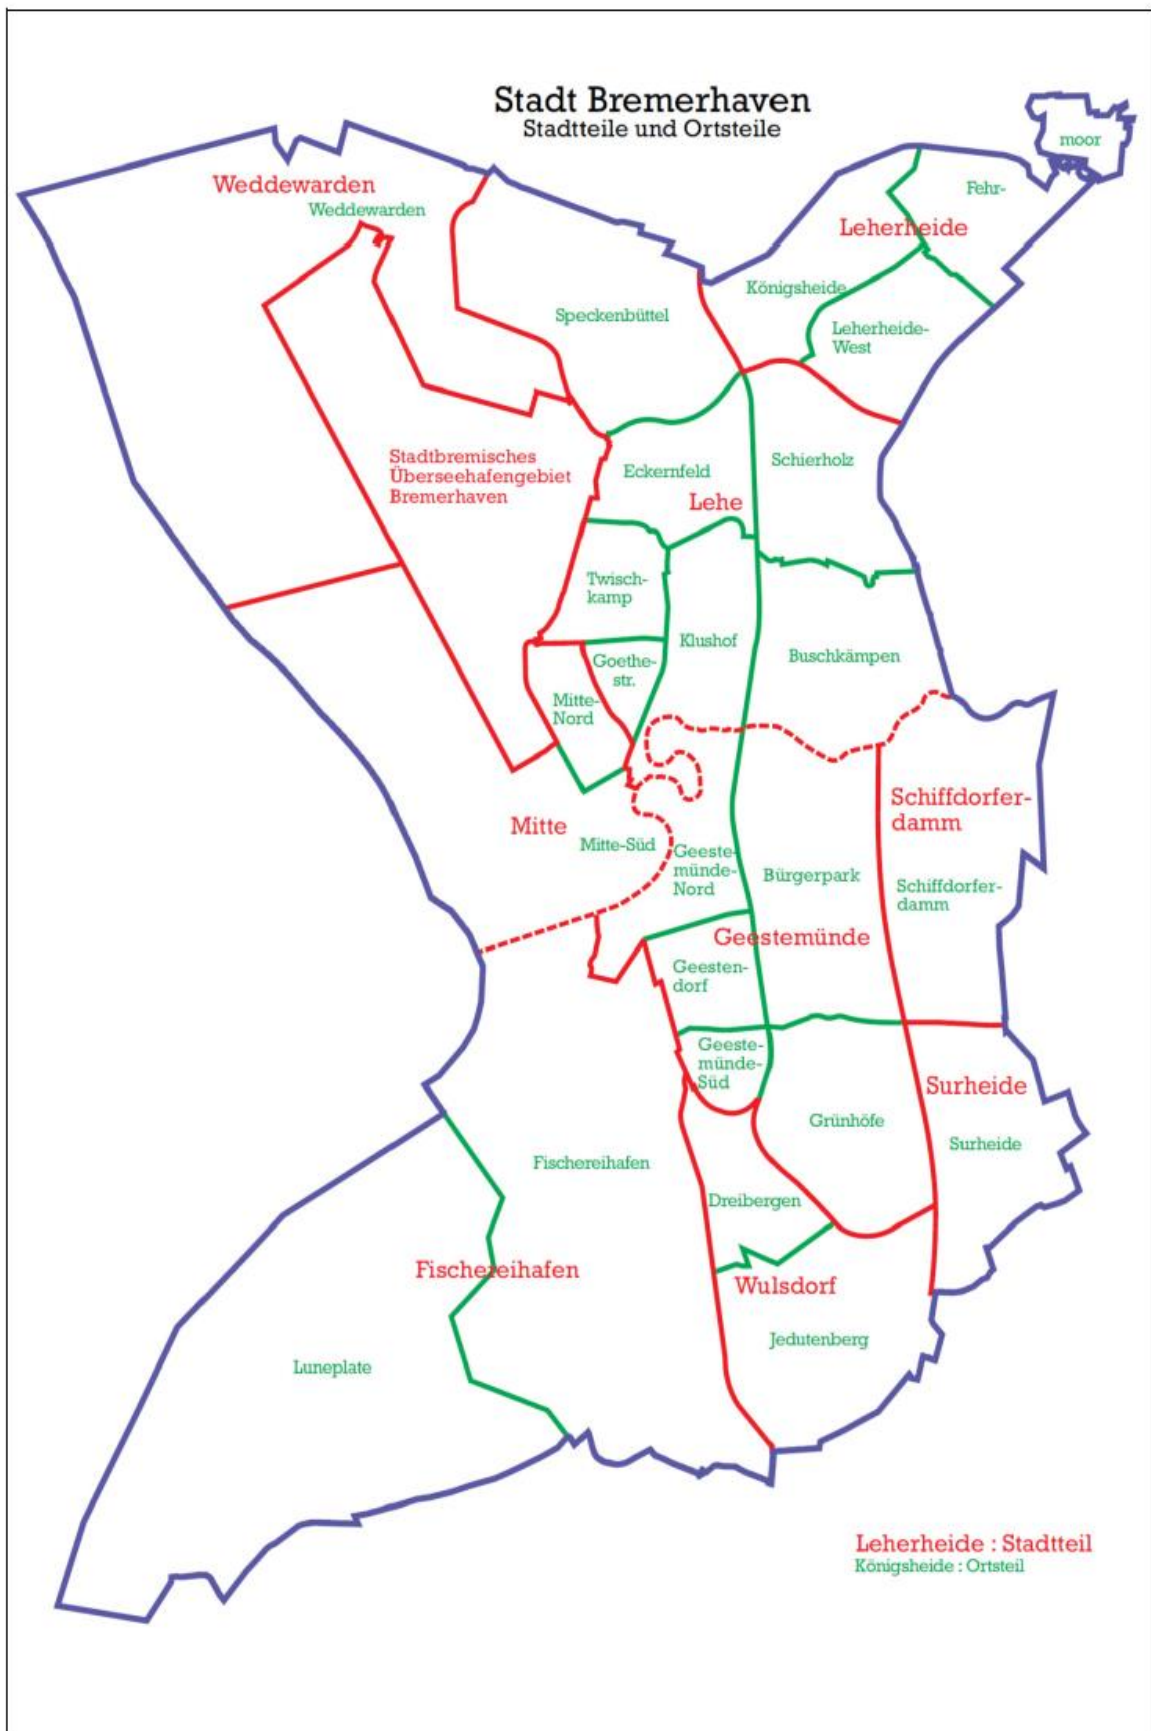 Stadt Bremerhaven
Stadtteile und Ortsteile
moor
Fehr-
Weddewarden
Weddewarden
Leherheide
Königsheide
Speckenbüttel
Leherheide-
West
Stadtbremisches
Überseehafengebiet
Bremerhaven
Eckernfeld
Schierholz
Lehe
Twisch-
kamp
Klushof
Buschkämpen
Goethe-
str.
Mitte-
Nord
Schiffdorfer-
damm
Mitte
Mitte-Süd
Geeste-
münde-
Nord
Bürgerpark
Schiffdorfer-
damm
Geestemünde
Geesten-
dorf
Geeste-
münde-
Süd
Surheide
Grünhöfe
Surheide
Fischereihafen
Dreibergen
Fischereihafen
Wulsdorf
Jedutenberg
Luneplate
Leherheide : Stadtteil
Königsheide : Ortsteil